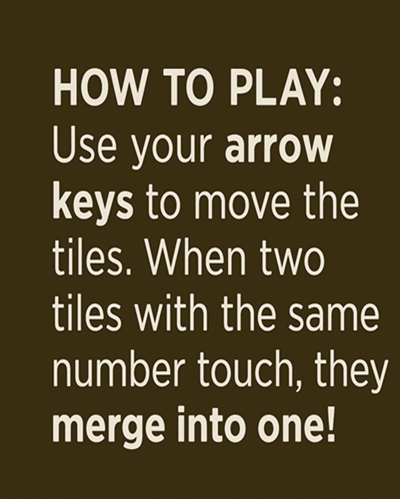 HOW TO PLAY:
Use your arrow
keys to move the
tiles. When two
tiles with the same
number touch, they
merge into one!